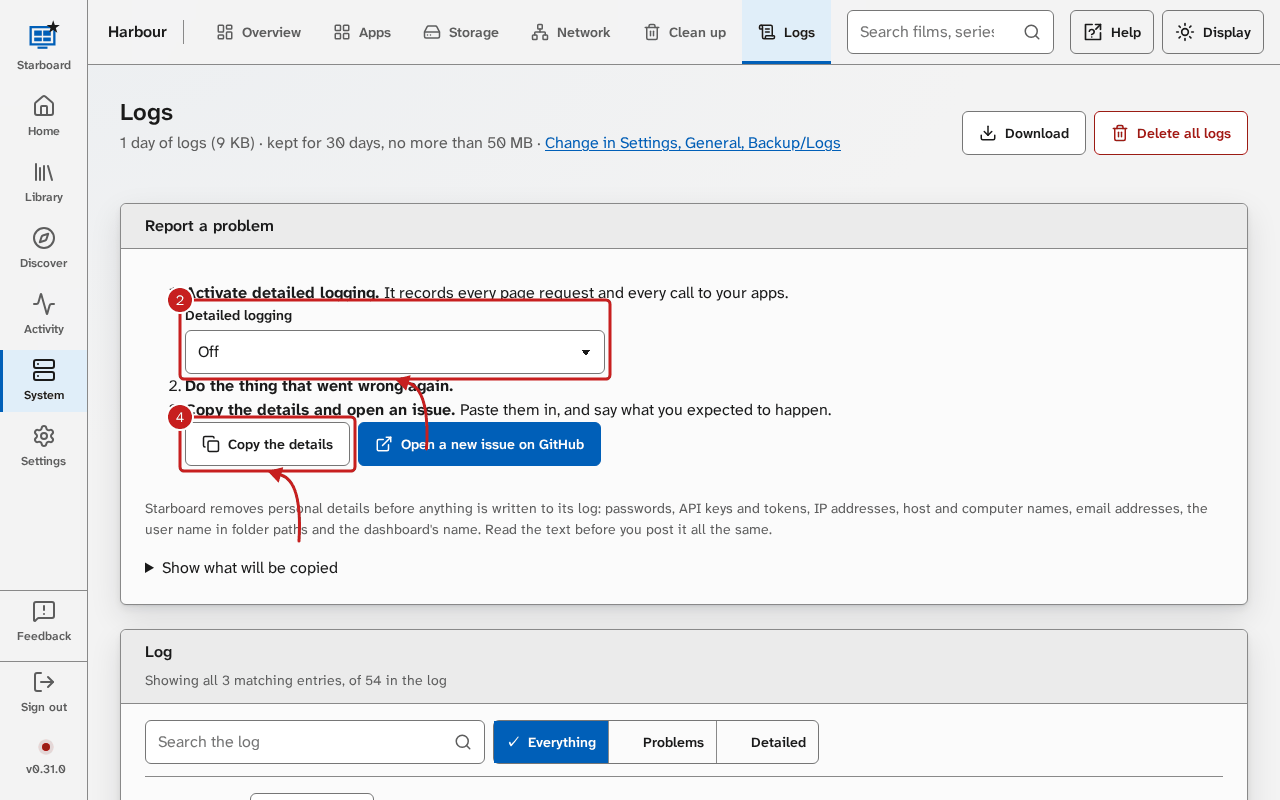 Starboard
Home
Library
Discover
Activity
System
Settings
Feedback
Sign out
v0.31.0
Harbour
Overview
Apps
Storage
Network
Clean up
Logs
Search films, series
Help
Display
Logs
1 day of logs (9 KB) · kept for 30 days, no more than 50 MB · Change in Settings, General, Backup/Logs
Download
Delete all logs
Report a problem
2
Activate detailed logging. It records every page request and every call to your apps.
Detailed logging
Off
2. Do the thing that went wrong again.
4
Copy the details and open an issue. Paste them in, and say what you expected to happen.
Copy the details
Open a new issue on GitHub
Starboard removes personal details before anything is written to its log: passwords, API keys and tokens, IP addresses, host and computer names, email addresses, the
user name in folder paths and the dashboard's name. Read the text before you post it all the same.
Show what will be copied
Log
Showing all 3 matching entries, of 54 in the log
Search the log
✓ Everything
Problems
Detailed